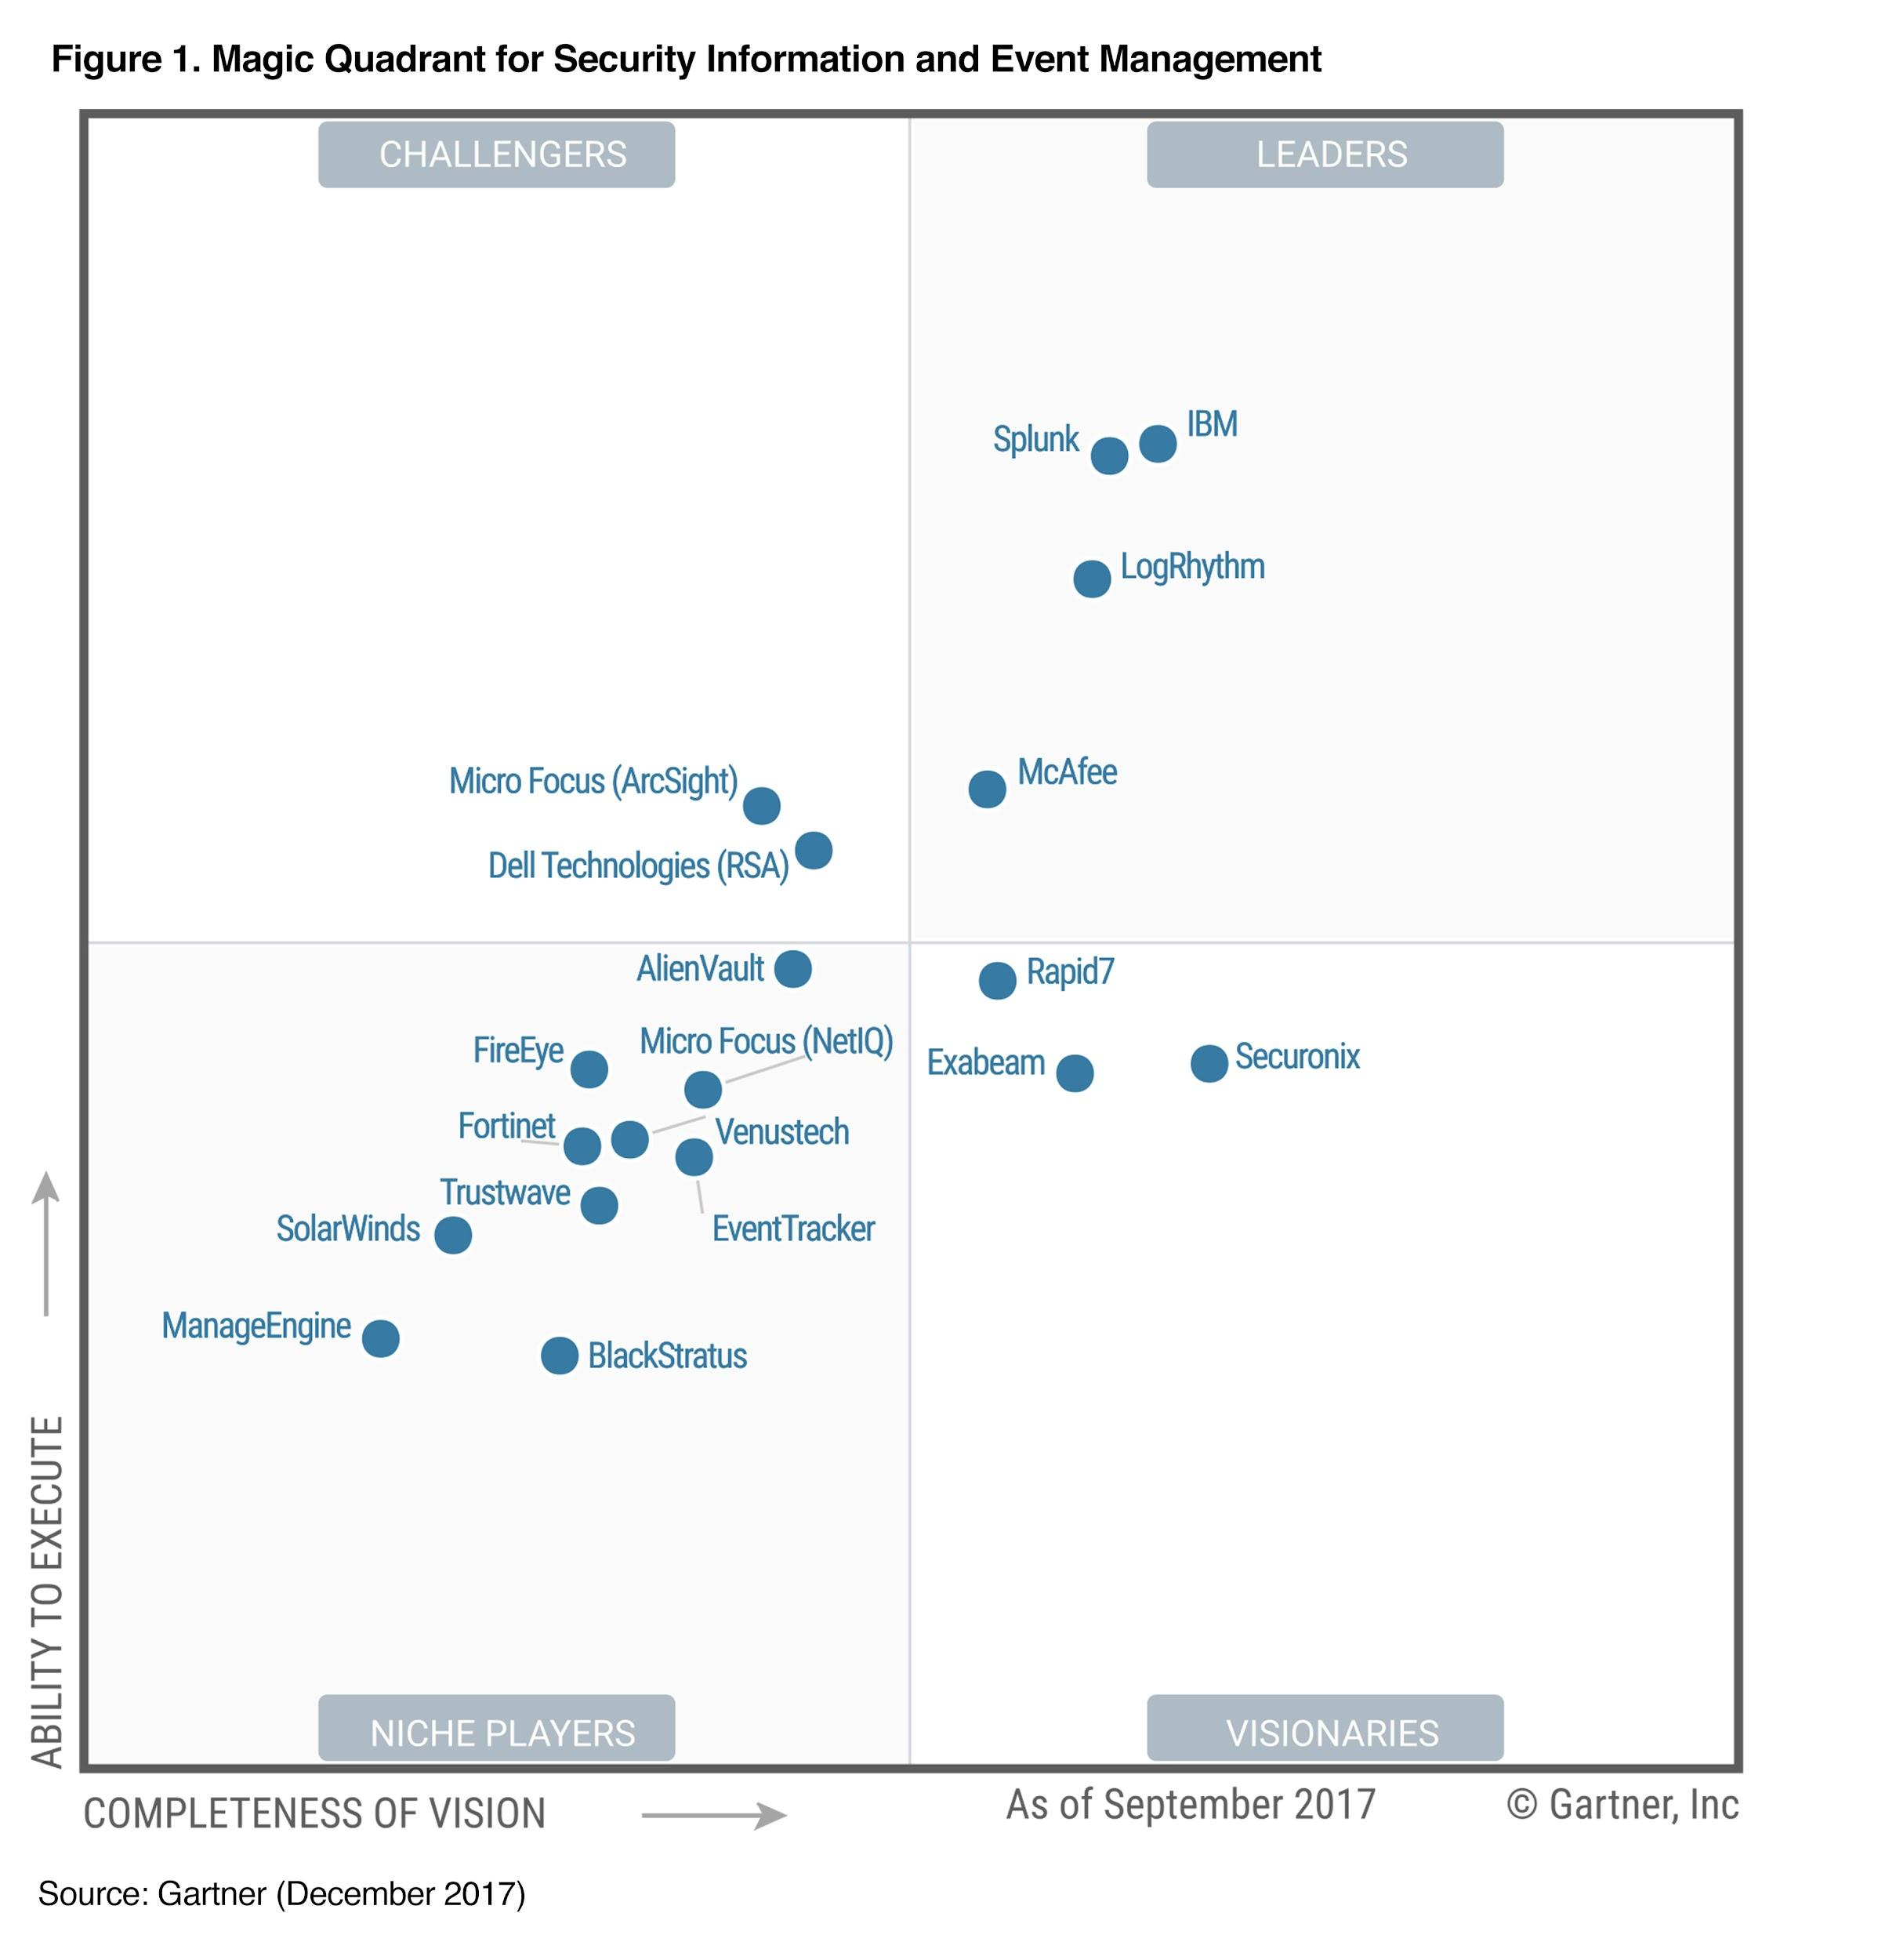 Figure 1. Magic Quadrant for Security Information and Event Management
CHALLENGERS
LEADERS
IBM
Splunk
LogRhythm
McAfee
Micro Focus (ArcSight)
Dell Technologies (RSA)
AlienVault
Rapid7
Micro Focus (NetIQ)
FireEye
Exabeam
Securonix
Fortinet
Venustech
Trustwave
SolarWinds
EventTracker
ManageEngine
BlackStratus
ABILITY TO EXECUTE
NICHE PLAYERS
VISIONARIES
COMPLETENESS OF VISION
As of September 2017
© Gartner, Inc
Source: Gartner (December 2017)